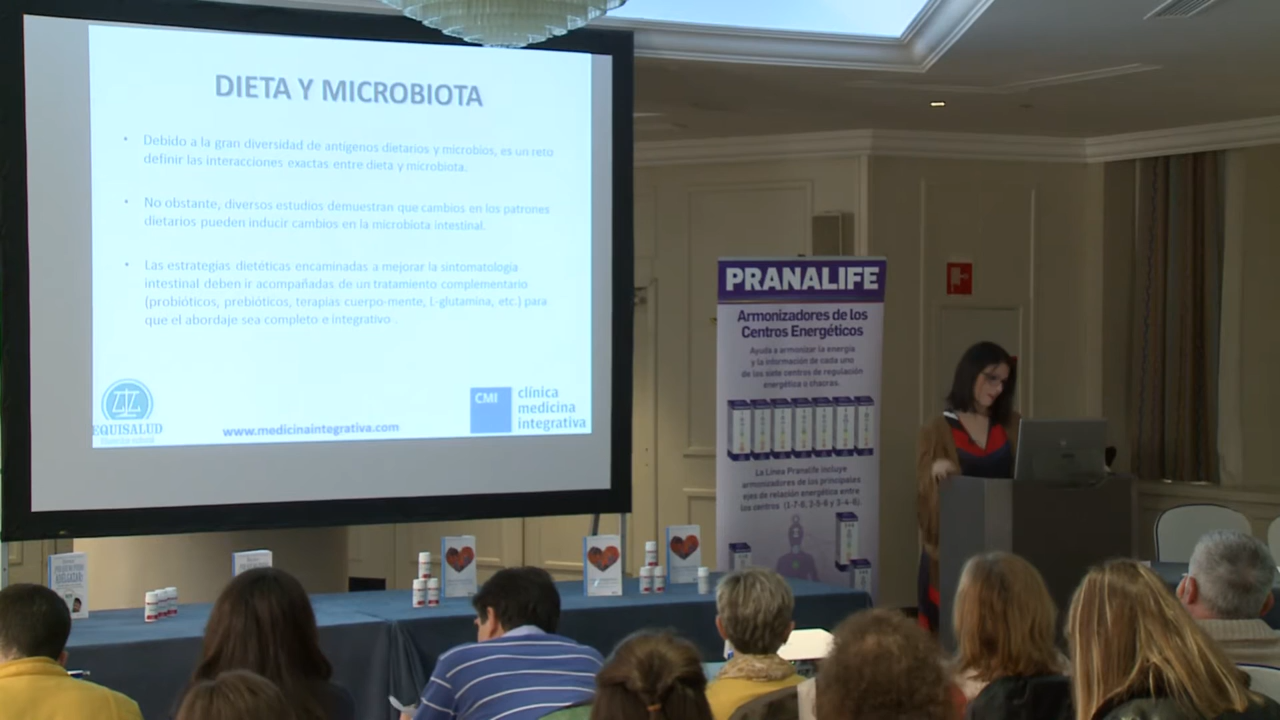 DIETA Y MICROBIOTA
• Debido a la gran diversidad de antígenos dietarios y microbios, es un reto
definir las interacciones exactas entre dieta y microbiota.
• No obstante, diversos estudios demuestran que cambios en los patrones
dietarios pueden inducir cambios en la microbiota intestinal.
• Las estrategias dietéticas encaminadas a mejorar la sintomatología
intestinal deben ir acompañadas de un tratamiento complementario
(probióticos, prebióticos, terapias cuerpo-mente, L-glutamina, etc.) para
que el abordaje sea completo e integrativo .
EQUISALUD
www.medicinaintegrativa.com
CMI
clínica
medicina
integrativa
PRANALIFE
Armonizadores de los
Centros Energéticos
Ayuda a armonizar la energía
y la información de cada uno
de los siete centros de regulación
energética o shacras.
La Línea Pranalife incluye
armonizadores de los principales
ejes de relación energética entre
los centros